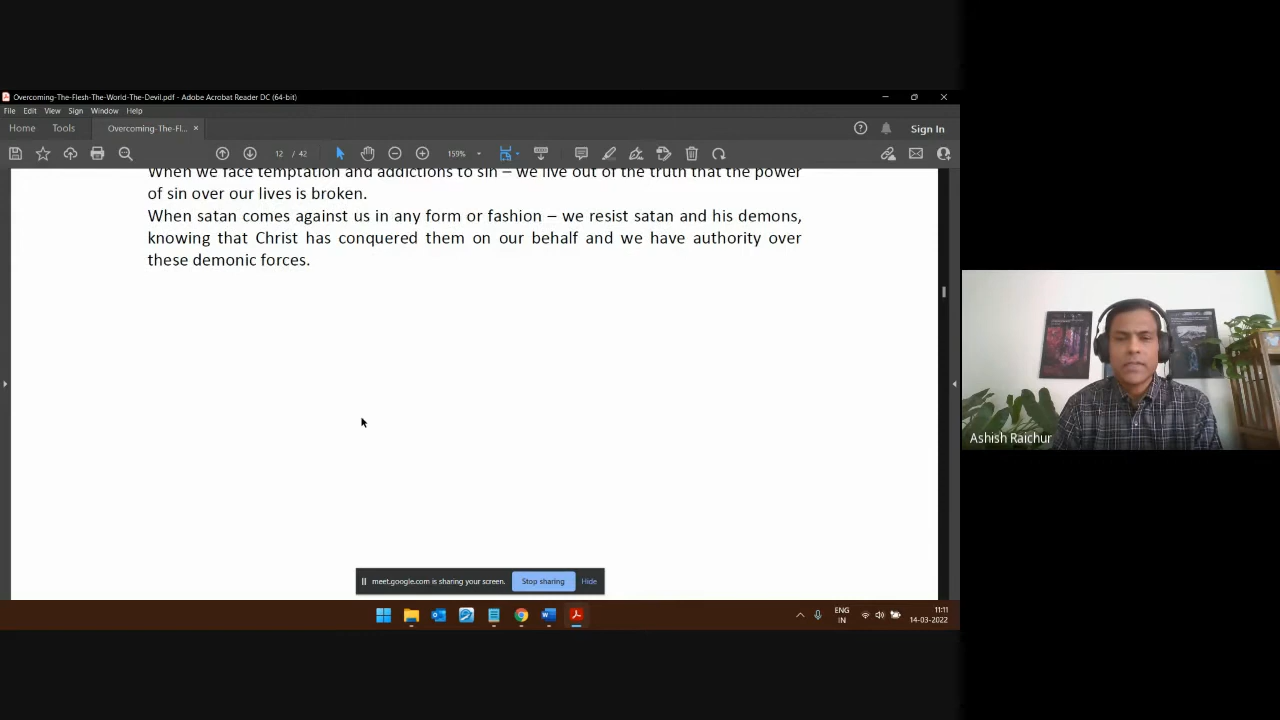 Overcoming-The-Flesh-The-World-The-Devil.pdf - Adobe Acrobat Reader DC (64-bit)
File Edit View Sign Window Help
Home Tools Overcoming-The-Fl... × Sign In
12 / 42 159%
When we face temptation and addictions to sin – we live out of the truth that the power
of sin over our lives is broken.
When satan comes against us in any form or fashion – we resist satan and his demons,
knowing that Christ has conquered them on our behalf and we have authority over
these demonic forces.
Ashish Raichur
meet.google.com is sharing your screen. Stop sharing Hide
ENG
IN
11:11
14-03-2022